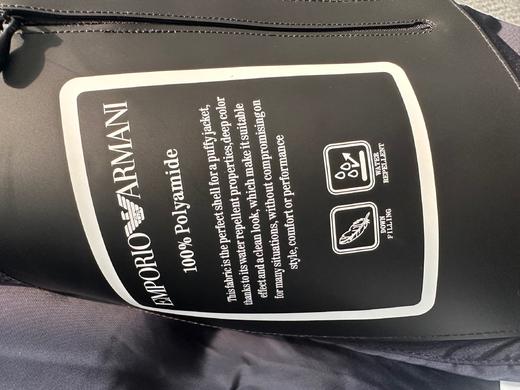 EMPORIO ARMANI
100% Polyamide
This fabric is the perfect shell for a puffy jacket,
thanks to its water repellent properties,deep color
effect and a clean look, which make it suitable
for many situations, without compromising on
style, comfort or performance
WATER
REPELLENT
DOWN
FILLING